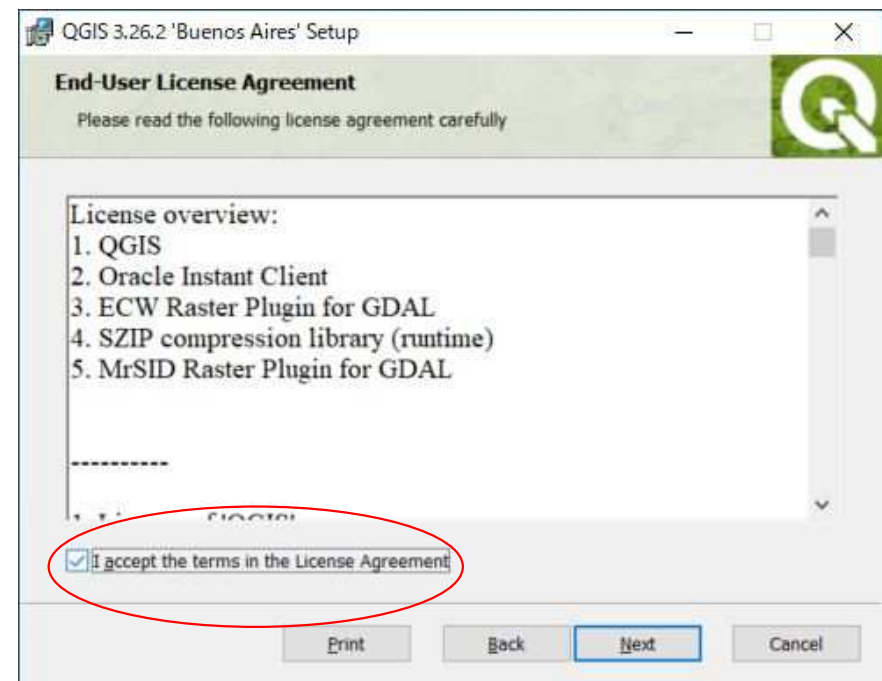 QGIS 3.26.2 'Buenos Aires' Setup
End-User License Agreement
Please read the following license agreement carefully
License overview:
1. QGIS
2. Oracle Instant Client
3. ECW Raster Plugin for GDAL
4. SZIP compression library (runtime)
5. MrSID Raster Plugin for GDAL
----------
I accept the terms in the License Agreement
Print Back Next Cancel